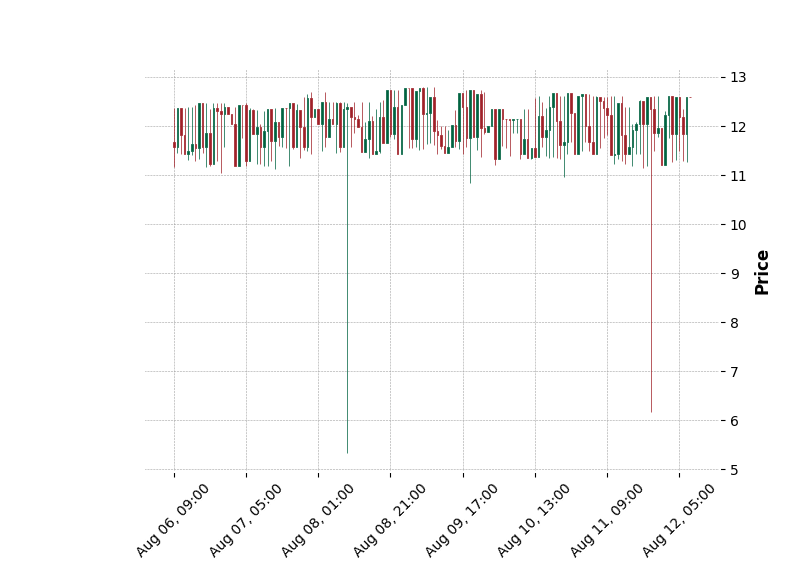 13
12
11
10
9
8
7
6
5
Price
Aug 06, 09:00
Aug 07, 05:00
Aug 08, 01:00
Aug 08, 21:00
Aug 09, 17:00
Aug 10, 13:00
Aug 11, 09:00
Aug 12, 05:00